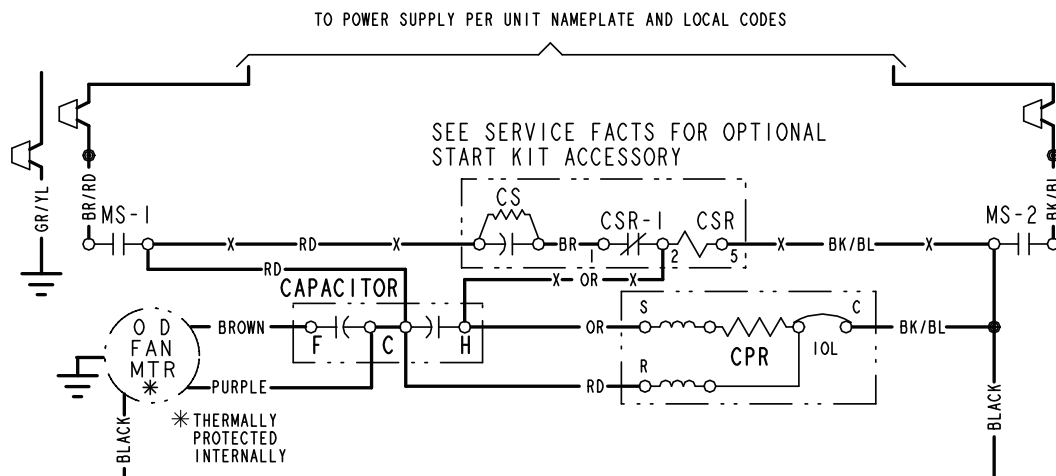 TO POWER SUPPLY PER UNIT NAMEPLATE AND LOCAL CODES
SEE SERVICE FACTS FOR OPTIONAL
START KIT ACCESSORY
GR/YL
BR/RD
BK/BL
MS-1
CS
CSR-1
CSR
MS-2
X RD X
BR
1
2
5
X BK/BL X
RD
X OR X
CAPACITOR
O D
FAN
MTR
*
BROWN
F
C
H
OR
S
C
CPR
IOL
BK/BL
R
RD
PURPLE
BLACK
* THERMALLY
PROTECTED
INTERNALLY
BLACK